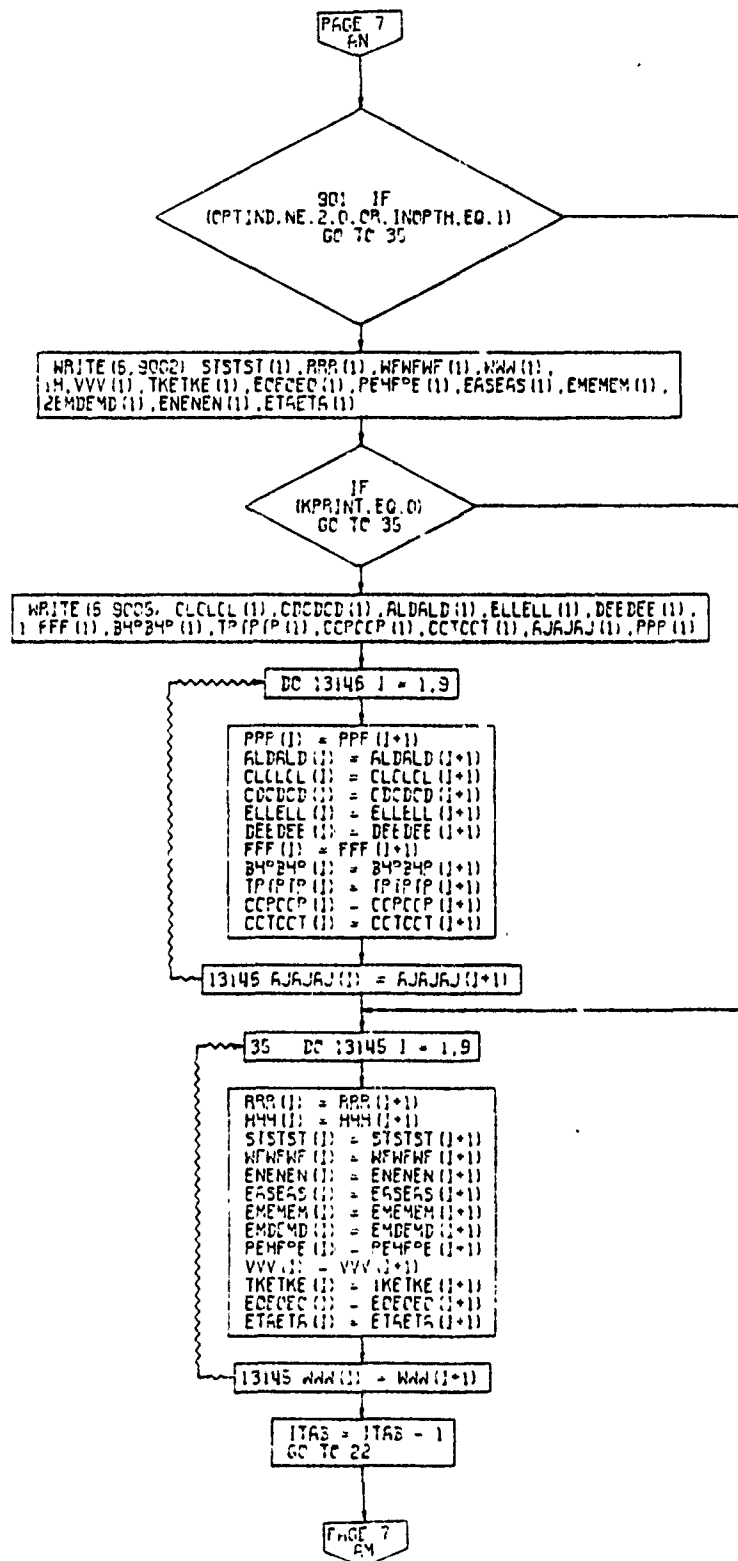 PAGE 7
AN
901 IF
(OPTIND.NE.2.0.OR.INOPTH.EQ.1)
GO TO 35
WRITE(6,9002) STSTST(1),RRR(1),WFWFWF(1),WWW(1),
1H,VVV(1),TKETKE(1),ECECEC(1),PEHFPE(1),EASEAS(1),EMEMEM(1),
2EMDEMD(1),ENENEN(1),ETAETA(1)
IF
(KPRINT.EQ.0)
GO TO 35
WRITE(6 9005, CLCLCL(1),CDCDCD(1),ALDALD(1),ELLELL(1),DEEDEE(1),
1 FFF(1),B4PB4P(1),TPTPTP(1),CCPCCP(1),CCTCCT(1),AJAJAJ(1),PPP(1)
DO 13146 J = 1,9
PPP(J) = PPP(J+1)
ALDALD(J) = ALDALD(J+1)
CLCLCL(J) = CLCLCL(J+1)
CDCDCD(J) = CDCDCD(J+1)
ELLELL(J) = ELLELL(J+1)
DEEDEE(J) = DEEDEE(J+1)
FFF(J) = FFF(J+1)
B4PB4P(J) = B4PB4P(J+1)
TPTPTP(J) = TPTPTP(J+1)
CCPCCP(J) = CCPCCP(J+1)
CCTCCT(J) = CCTCCT(J+1)
13146 AJAJAJ(J) = AJAJAJ(J+1)
35 DO 13145 J = 1,9
RRR(J) = RRR(J+1)
HHH(J) = HHH(J+1)
STSTST(J) = STSTST(J+1)
WFWFWF(J) = WFWFWF(J+1)
ENENEN(J) = ENENEN(J+1)
EASEAS(J) = EASEAS(J+1)
EMEMEM(J) = EMEMEM(J+1)
EMDEMD(J) = EMDEMD(J+1)
PEHFPE(J) = PEHFPE(J+1)
VVV(J) = VVV(J+1)
TKETKE(J) = TKETKE(J+1)
ECECEC(J) = ECECEC(J+1)
ETAETA(J) = ETAETA(J+1)
13145 WWW(J) = WWW(J+1)
ITAB = ITAB - 1
GO TO 22
PAGE 7
AM